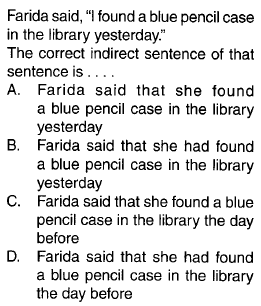 Farida said, "I found a blue pencil case
in the library yesterday."
The correct indirect sentence of that
sentence is . . . .
A. Farida said that she found
a blue pencil case in the library
yesterday
B. Farida said that she had found
a blue pencil case in the library
yesterday
C. Farida said that she found a blue
pencil case in the library the day
before
D. Farida said that she had found
a blue pencil case in the library
the day before